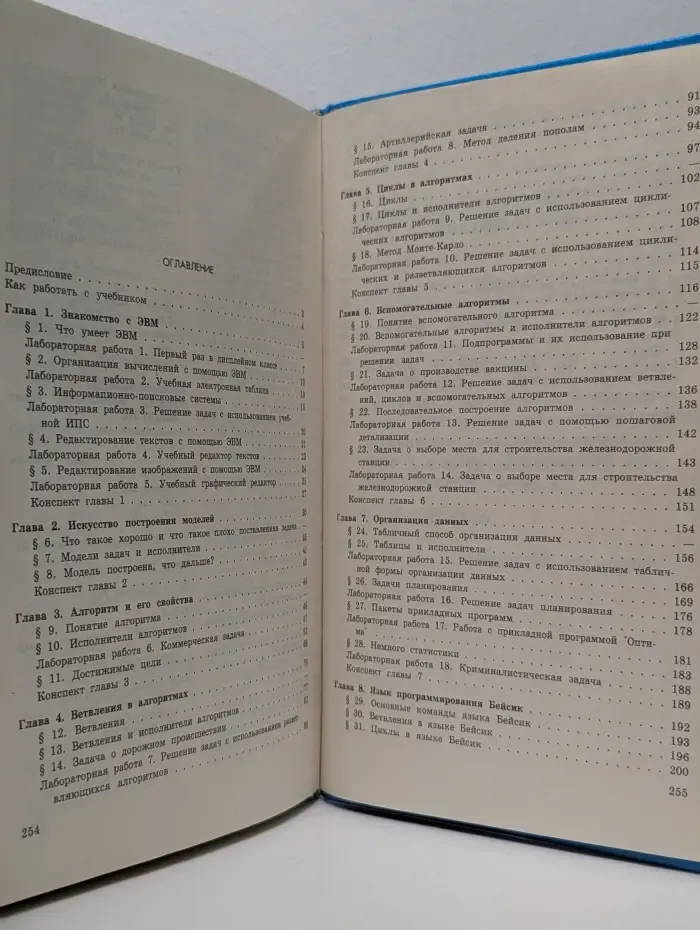 ОГЛАВЛЕНИЕ
Предисловие
Как работать с учебником
Глава 1. Знакомство с ЭВМ
§ 1. Что умеет ЭВМ
Лабораторная работа 1. Первый раз в дисплейном классе
§ 2. Организация вычислений с помощью ЭВМ
Лабораторная работа 2. Учебная электронная таблица
§ 3. Информационно-поисковые системы
Лабораторная работа 3. Решение задач с использованием учеб-
ной ИПС
§ 4. Редактирование текстов с помощью ЭВМ
Лабораторная работа 4. Учебный редактор текстов
§ 5. Редактирование изображений с помощью ЭВМ
Лабораторная работа 5. Учебный графический редактор
Конспект главы 1
Глава 2. Искусство построения моделей
§ 6. Что такое хорошо и что такое плохо поставленная задача
§ 7. Модели задач и исполнители
§ 8. Модель построена, что дальше?
Конспект главы 2
Глава 3. Алгоритм и его свойства
§ 9. Понятие алгоритма
§ 10. Исполнители алгоритмов
Лабораторная работа 6. Коммерческая задача
§ 11. Достижимые цели
Конспект главы 3
Глава 4. Ветвления в алгоритмах
§ 12. Ветвления
§ 13. Ветвления и исполнители алгоритмов
§ 14. Задача о дорожном происшествии
Лабораторная работа 7. Решение задач с использованием развет-
вляющихся алгоритмов
254
§ 15. Артиллерийская задача 91
Лабораторная работа 8. Метод деления пополам 93
Конспект главы 4 94
Глава 5. Циклы в алгоритмах 97
§ 16. Циклы —
§ 17. Циклы и исполнители алгоритмов 102
Лабораторная работа 9. Решение задач с использованием цикли-
ческих алгоритмов 107
§ 18. Метод Монте-Карло 108
Лабораторная работа 10. Решение задач с использованием цикли-
ческих и разветвляющихся алгоритмов 114
Конспект главы 5 115
Глава 6. Вспомогательные алгоритмы 116
§ 19. Понятие вспомогательного алгоритма —
§ 20. Вспомогательные алгоритмы и исполнители алгоритмов 122
Лабораторная работа 11. Подпрограммы и их использование при
решении задач 128
§ 21. Задача о производстве вакцины 132
Лабораторная работа 12. Решение задач с использованием ветвле-
ний, циклов и вспомогательных алгоритмов 136
§ 22. Последовательное построение алгоритмов 138
Лабораторная работа 13. Решение задач с помощью пошаговой
детализации 142
§ 23. Задача о выборе места для строительства железнодорожной
станции 143
Лабораторная работа 14. Задача о выборе места для строительства
железнодорожной станции 148
Конспект главы 6 151
Глава 7. Организация данных 154
§ 24. Табличный способ организации данных —
§ 25. Таблицы и исполнители 156
Лабораторная работа 15. Решение задач с использованием таблич-
ной формы организации данных 166
§ 26. Задачи планирования 169
Лабораторная работа 16. Решение задач планирования 176
§ 27. Пакеты прикладных программ 178
Лабораторная работа 17. Работа с прикладной программой "Опти-
ма" 181
§ 28. Немного статистики 183
Лабораторная работа 18. Криминалистическая задача 188
Конспект главы 7 189
Глава 8. Язык программирования Бейсик 192
§ 29. Основные команды языка Бейсик 193
§ 30. Ветвления в языке Бейсик 196
§ 31. Циклы в языке Бейсик 200
255